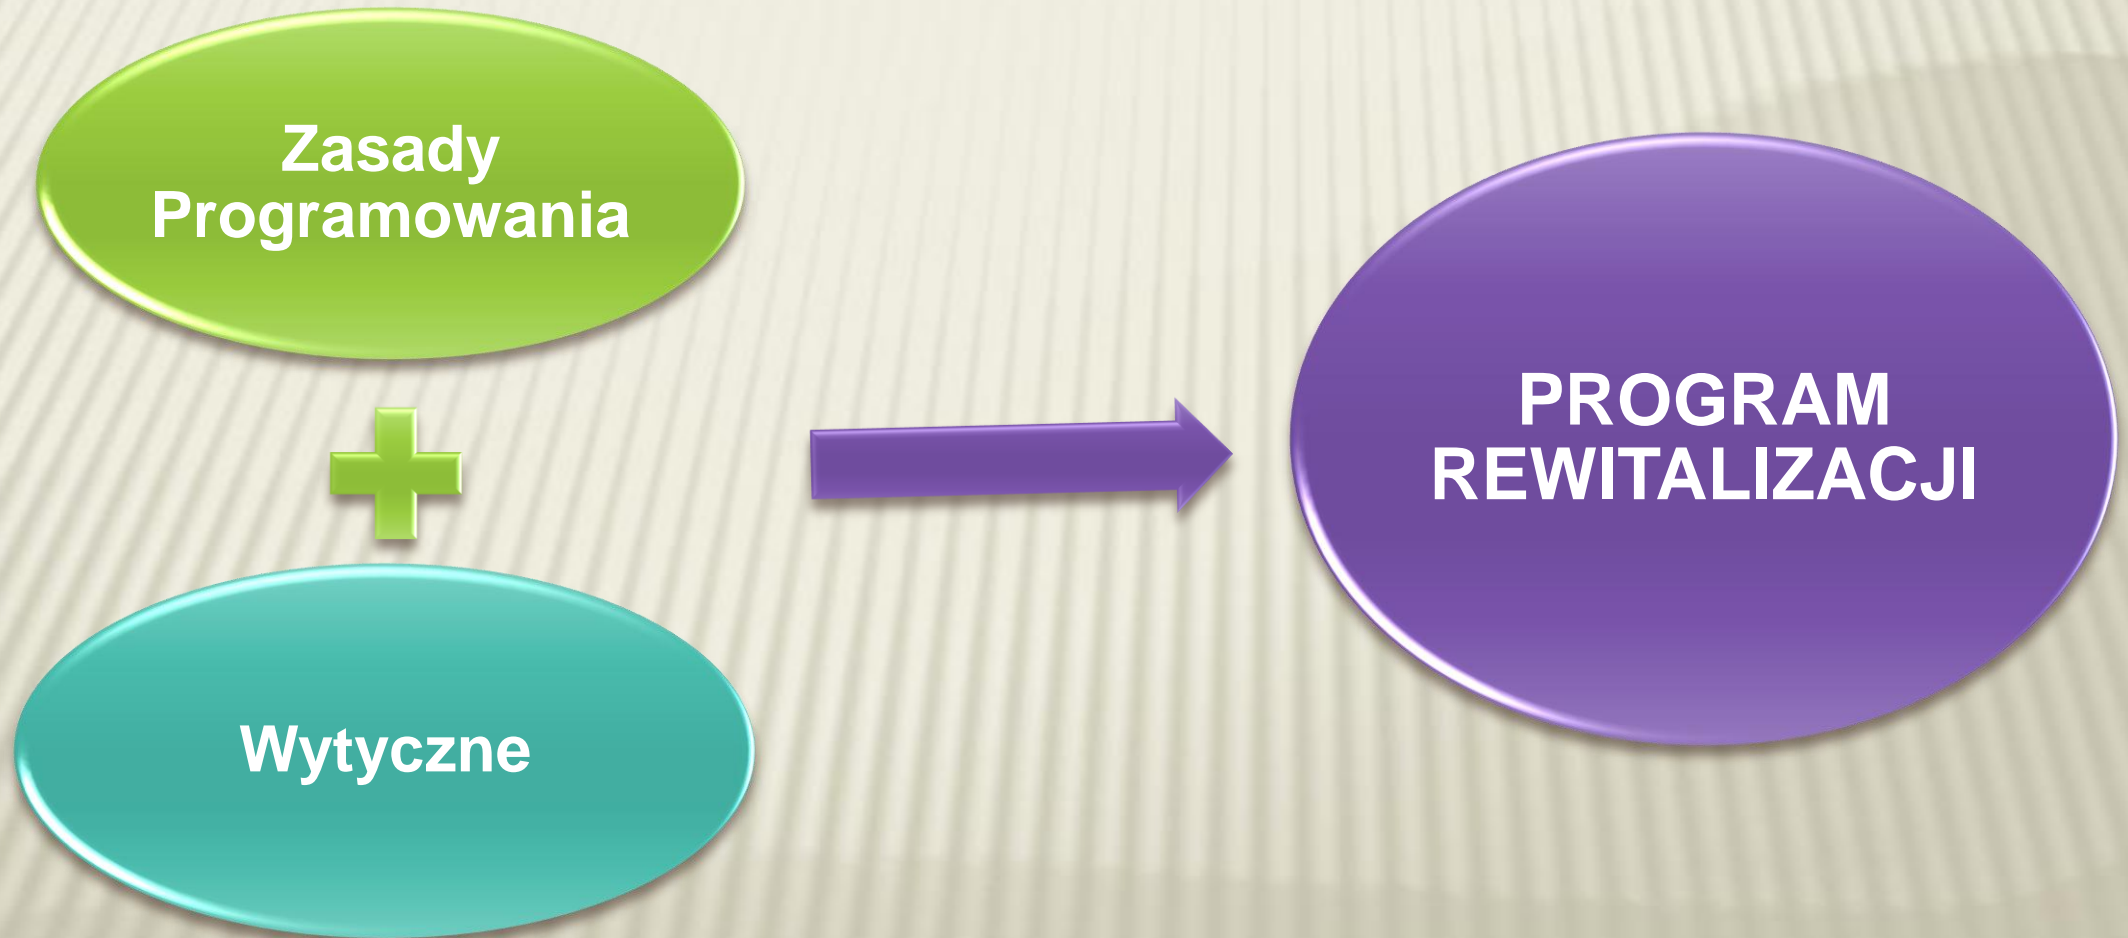 Zasady
Programowania
Wytyczne
PROGRAM
REWITALIZACJI